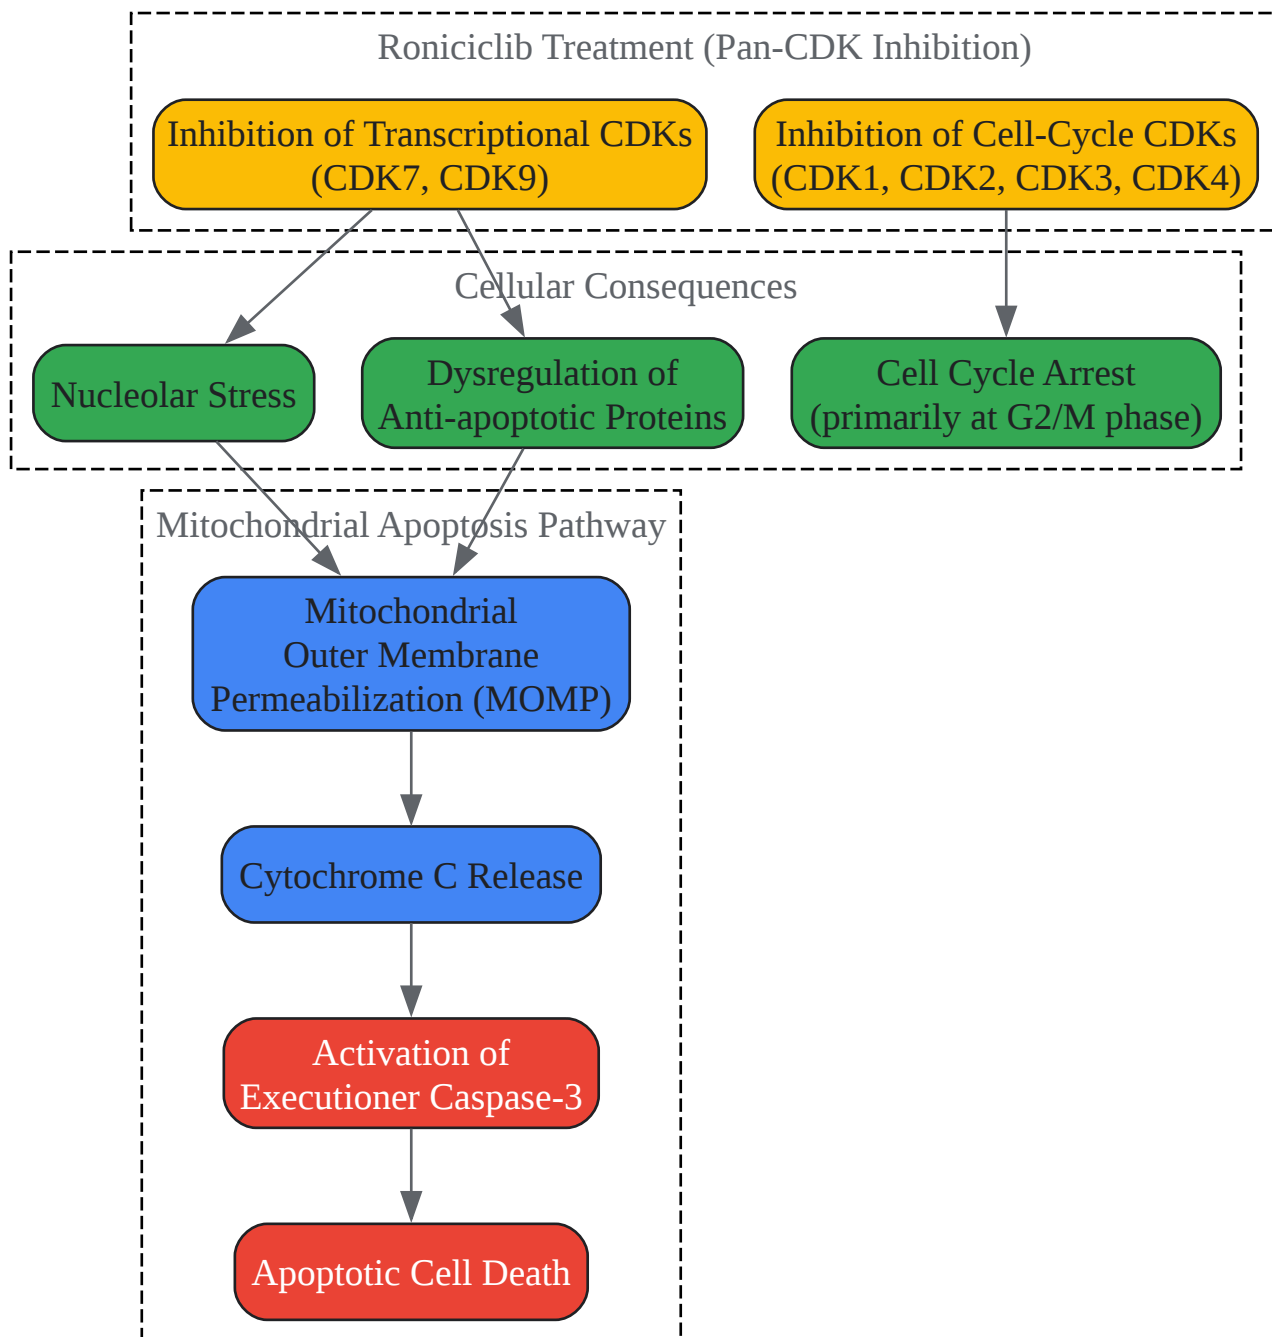 Roniciclib Treatment (Pan-CDK Inhibition)
Inhibition of Transcriptional CDKs
(CDK7, CDK9)
Inhibition of Cell-Cycle CDKs
(CDK1, CDK2, CDK3, CDK4)
Cellular Consequences
Nucleolar Stress
Dysregulation of
Anti-apoptotic Proteins
Cell Cycle Arrest
(primarily at G2/M phase)
Mitochondrial Apoptosis Pathway
Mitochondrial
Outer Membrane
Permeabilization (MOMP)
Cytochrome C Release
Activation of
Executioner Caspase-3
Apoptotic Cell Death